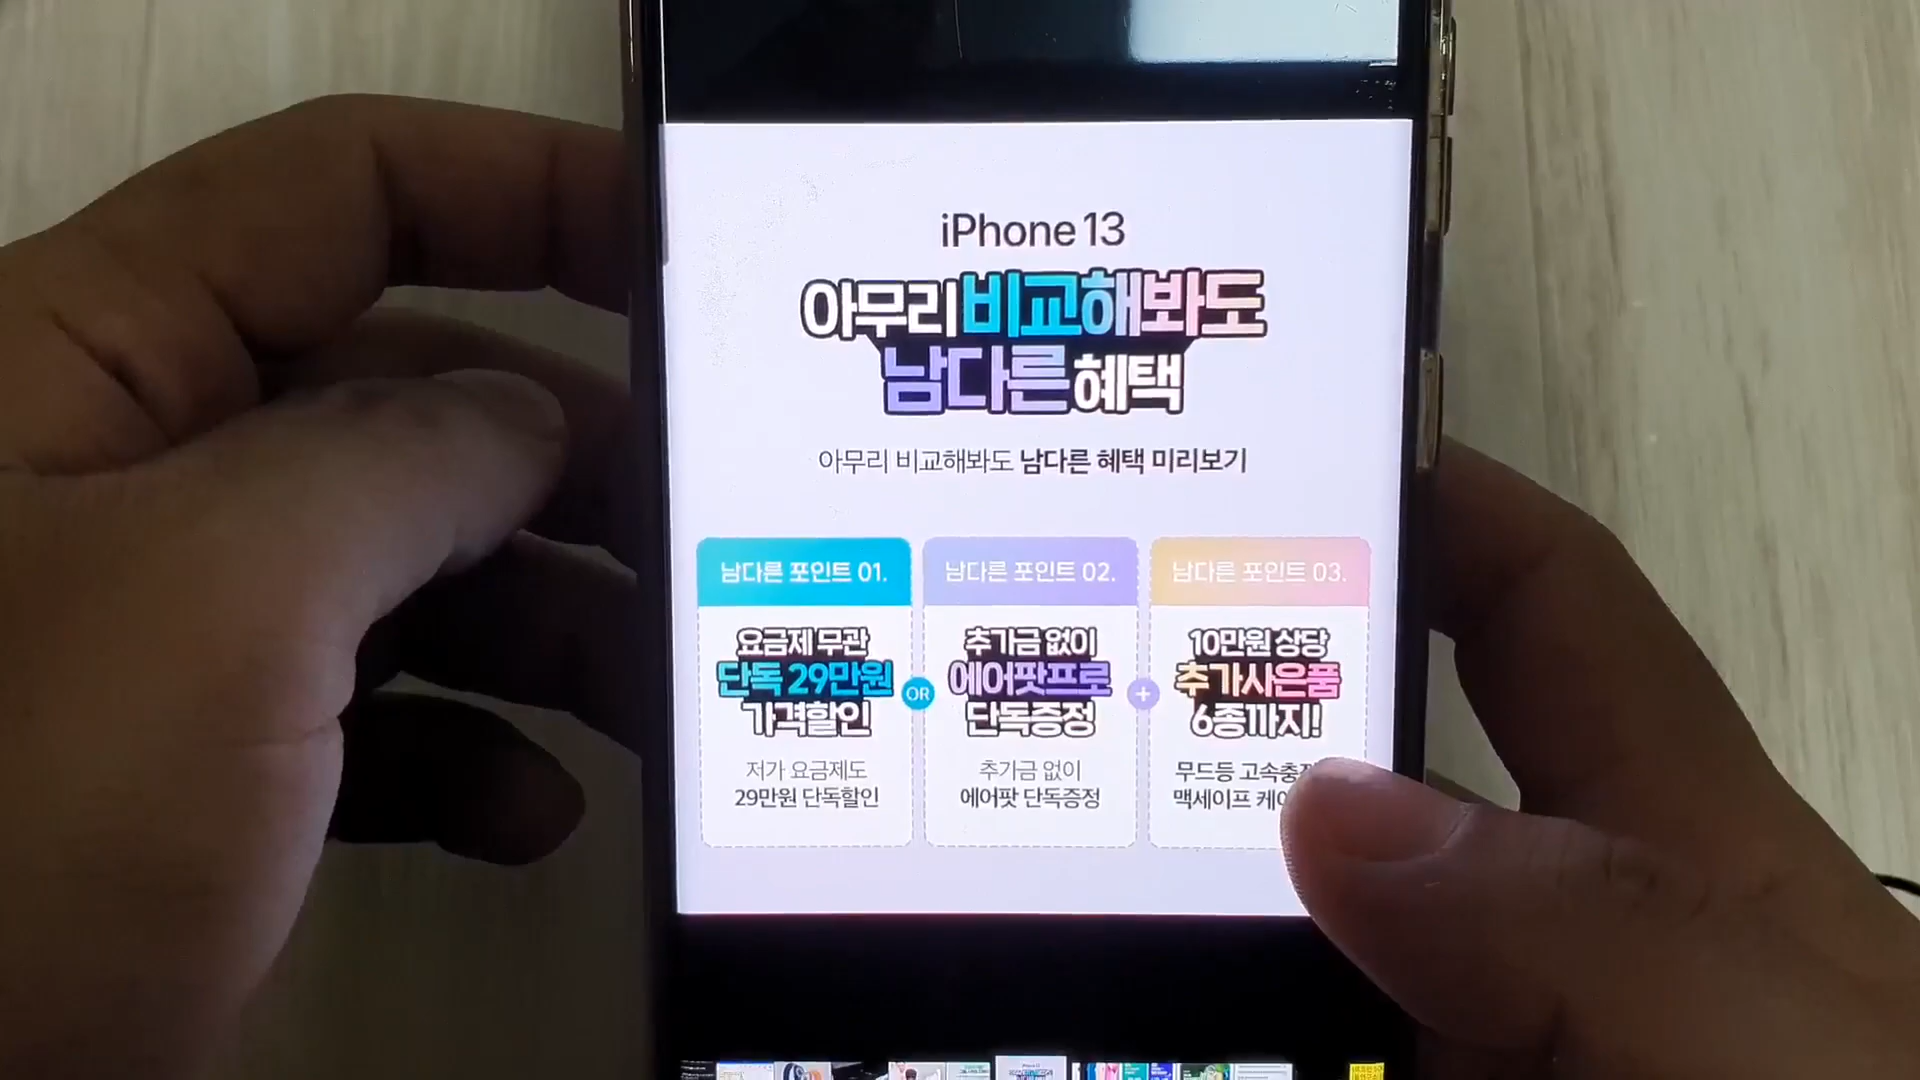 iPhone 13
아무리비교해봐도
남다른혜택
아무리 비교해봐도 남다른 혜택 미리보기
남다른 포인트 01.
요금제 무관
단독 29만원
가격할인
저가 요금제도
29만원 단독할인
OR
남다른 포인트 02.
추가금 없이
에어팟프로
단독증정
추가금 없이
에어팟 단독증정
+
남다른 포인트 03.
10만원 상당
추가사은품
6종까지!
무드등
맥세이프